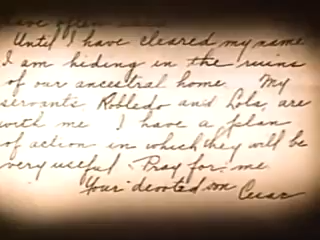 have often
Until I have cleared my name
I am hiding in the ruins
of our ancestral home. My
servants Robledo and Lola, are
with me I have a plan
of action in which they will be
very useful. Pray for me
Your devoted son Cesar